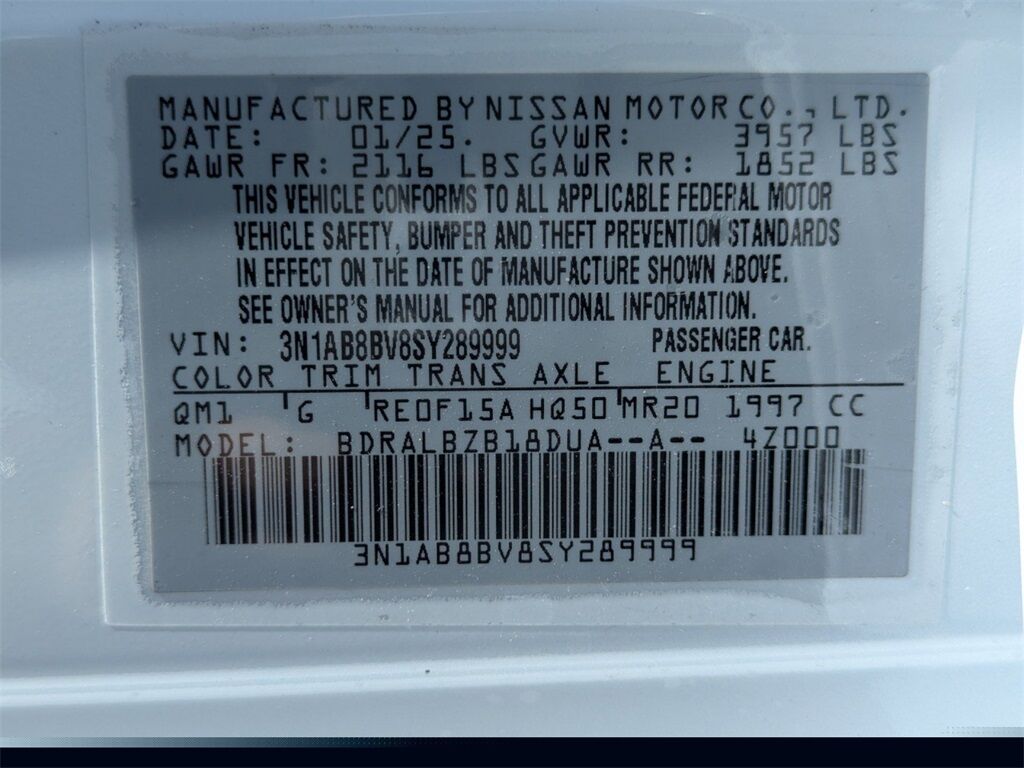 MANUFACTURED BY NISSAN MOTOR CO., LTD.
DATE: 01/25. GVWR: 3957 LBS
GAWR FR: 2116 LBS GAWR RR: 1852 LBS
THIS VEHICLE CONFORMS TO ALL APPLICABLE FEDERAL MOTOR
VEHICLE SAFETY, BUMPER AND THEFT PREVENTION STANDARDS
IN EFFECT ON THE DATE OF MANUFACTURE SHOWN ABOVE.
SEE OWNER'S MANUAL FOR ADDITIONAL INFORMATION.
VIN: 3N1AB8BV8SY289999 PASSENGER CAR.
COLOR TRIM TRANS AXLE ENGINE
QM1 G RE0F15A HQ50 MR20 1997 CC
MODEL: BDRALBZB18DUA--A-- 4Z000
3N1AB8BV8SY289999